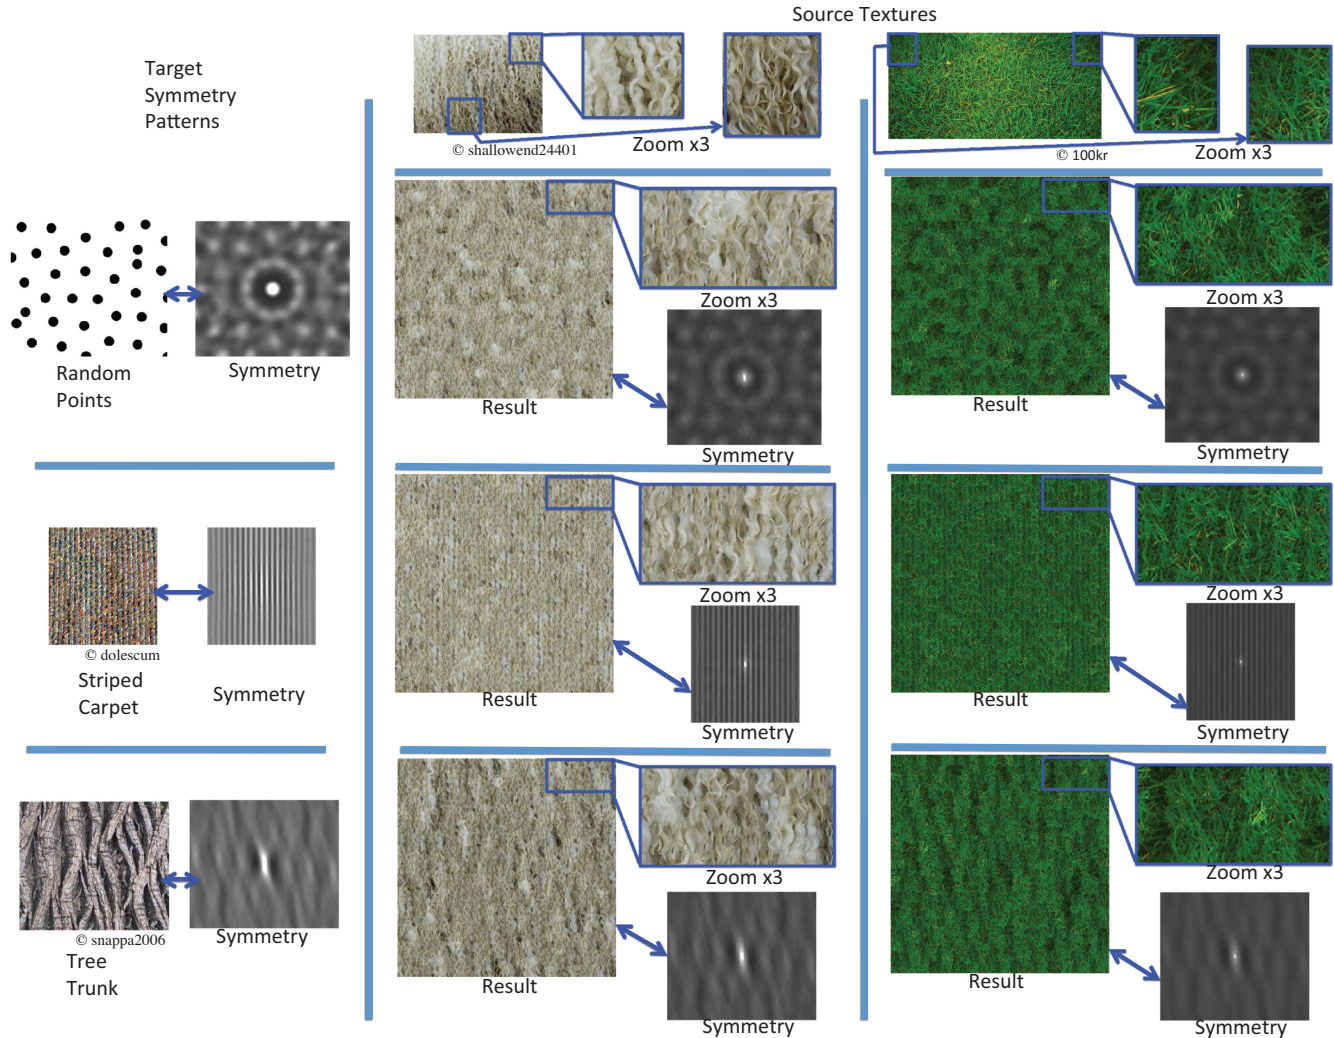 Source Textures
Target
Symmetry
Patterns
© shallowend24401
Zoom x3
© 100kr
Zoom x3
Random
Points
Symmetry
Zoom x3
Result
Symmetry
Zoom x3
Result
Symmetry
© dolescum
Striped
Carpet
Symmetry
Zoom x3
Result
Symmetry
Zoom x3
Result
Symmetry
© snappa2006
Tree
Trunk
Symmetry
Zoom x3
Result
Symmetry
Zoom x3
Result
Symmetry